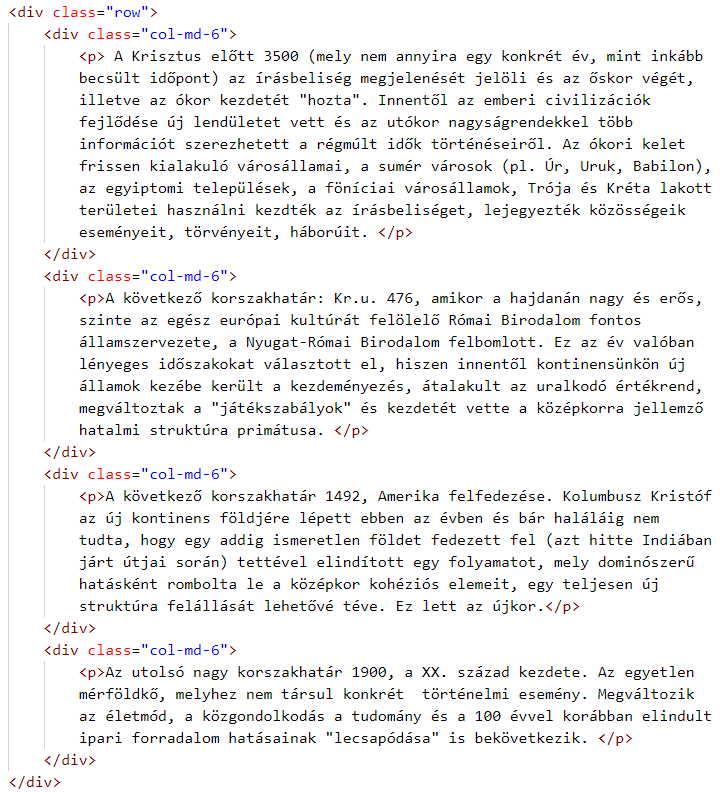 <div class="row">
<div class="col-md-6">
<p> A Krisztus előtt 3500 (mely nem annyira egy konkrét év, mint inkább
becsült időpont) az írásbeliség megjelenését jelöli és az őskor végét,
illetve az ókor kezdetét "hozta". Innentől az emberi civilizációk
fejlődése új lendületet vett és az utókor nagyságrendekkel több
információt szerezhetett a régmúlt idők történéseiről. Az ókori kelet
frissen kialakuló városállamai, a sumér városok (pl. Úr, Uruk, Babilon),
az egyiptomi települések, a föníciai városállamok, Trója és Kréta lakott
területei használni kezdték az írásbeliséget, lejegyezték közösségeik
eseményeit, törvényeit, háborúit. </p>
</div>
<div class="col-md-6">
<p>A következő korszakhatár: Kr.u. 476, amikor a hajdanán nagy és erős,
szinte az egész európai kultúrát felölelő Római Birodalom fontos
államszervezete, a Nyugat-Római Birodalom felbomlott. Ez az év valóban
lényeges időszakokat választott el, hiszen innentől kontinensünkön új
államok kezébe került a kezdeményezés, átalakult az uralkodó értékrend,
megváltoztak a "játékszabályok" és kezdetét vette a középkorra jellemző
hatalmi struktúra primátusa. </p>
</div>
<div class="col-md-6">
<p>A következő korszakhatár 1492, Amerika felfedezése. Kolumbusz Kristóf
az új kontinens földjére lépett ebben az évben és bár haláláig nem
tudta, hogy egy addig ismeretlen földet fedezett fel (azt hitte Indiában
járt útjai során) tettével elindított egy folyamatot, mely dominószerű
hatásként rombolta le a középkor kohéziós elemeit, egy teljesen új
struktúra felállását lehetővé téve. Ez lett az újkor.</p>
</div>
<div class="col-md-6">
<p>Az utolsó nagy korszakhatár 1900, a XX. század kezdete. Az egyetlen
mérföldkő, melyhez nem társul konkrét  történelmi esemény. Megváltozik
az életmód, a közgondolkodás a tudomány és a 100 évvel korábban elindult
ipari forradalom hatásainak "lecsapódása" is bekövetkezik. </p>
</div>
</div>